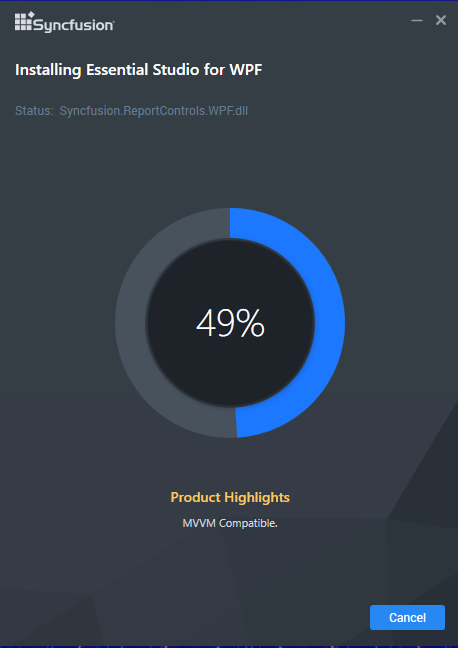 Syncfusion
Installing Essential Studio for WPF
Status: Syncfusion.ReportControls.WPF.dll
49%
Product Highlights
MVVM Compatible.
Cancel